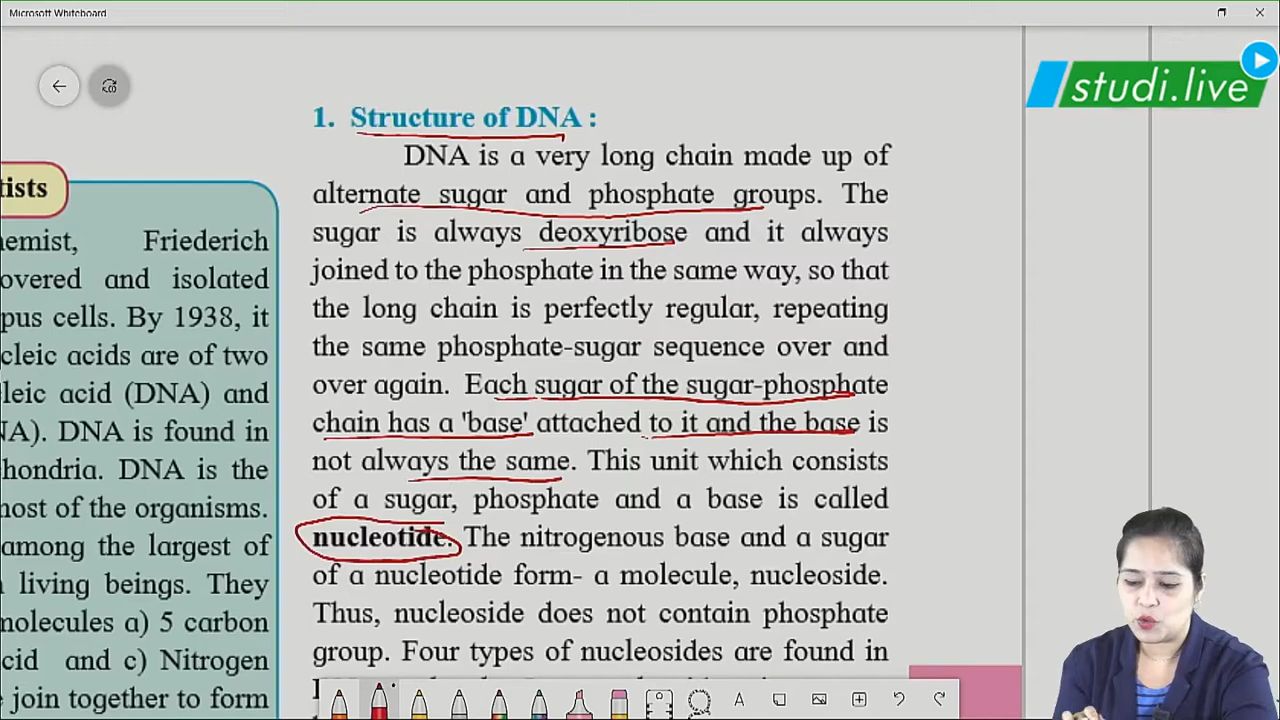 Microsoft Whiteboard
studi.live
tists
1. Structure of DNA :
DNA is a very long chain made up of
alternate sugar and phosphate groups. The
sugar is always deoxyribose and it always
joined to the phosphate in the same way, so that
the long chain is perfectly regular, repeating
the same phosphate-sugar sequence over and
over again. Each sugar of the sugar-phosphate
chain has a 'base' attached to it and the base is
not always the same. This unit which consists
of a sugar, phosphate and a base is called
nucleotide. The nitrogenous base and a sugar
of a nucleotide form- a molecule, nucleoside.
Thus, nucleoside does not contain phosphate
group. Four types of nucleosides are found in
hemist, Friederich
overed and isolated
pus cells. By 1938, it
cleic acids are of two
leic acid (DNA) and
NA). DNA is found in
hondria. DNA is the
most of the organisms.
among the largest of
living beings. They
molecules a) 5 carbon
cid and c) Nitrogen
join together to form